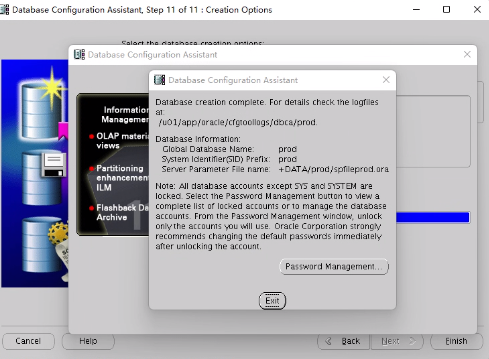 Database Configuration Assistant, Step 11 of 11 : Creation Options
Select the database creation options:
Database Configuration Assistant
Database Configuration Assistant
Information
Management
OLAP
views
Partitioning
enhancement
ILM
Flashback
Archive
Database creation complete. For details check the logfiles
at:
/u01/app/oracle/cfgtoollogs/dbca/prod.
Database Information:
Global Database Name: prod
System Identifier(SID) Prefix: prod
Server Parameter File name: +DATA/prod/spfileprod.ora
Note: All database accounts except SYS and SYSTEM are
locked. Select the Password Management button to view a
complete list of locked accounts or to manage the database
accounts. From the Password Management window, unlock
only the accounts you will use. Oracle Corporation strongly
recommends changing the default passwords immediately
after unlocking the account.
Password Management...
Exit
Cancel
Help
Back
Next
Finish